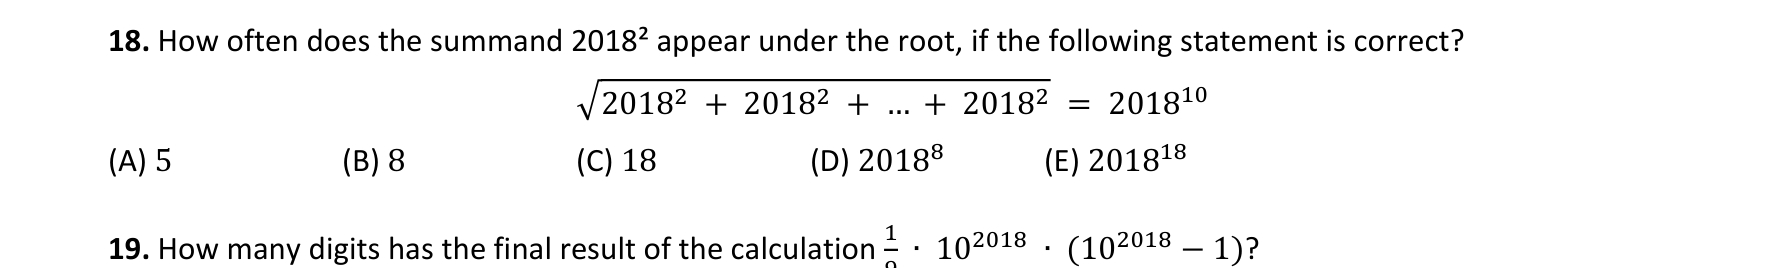 18. How often does the summand 2018² appear under the root, if the following statement is correct?
√2018² + 2018² + ... + 2018² = 2018¹⁰
(A) 5 (B) 8 (C) 18 (D) 2018⁸ (E) 2018¹⁸
19. How many digits has the final result of the calculation 1/9 · 10²⁰¹⁸ · (10²⁰¹⁸ − 1)?